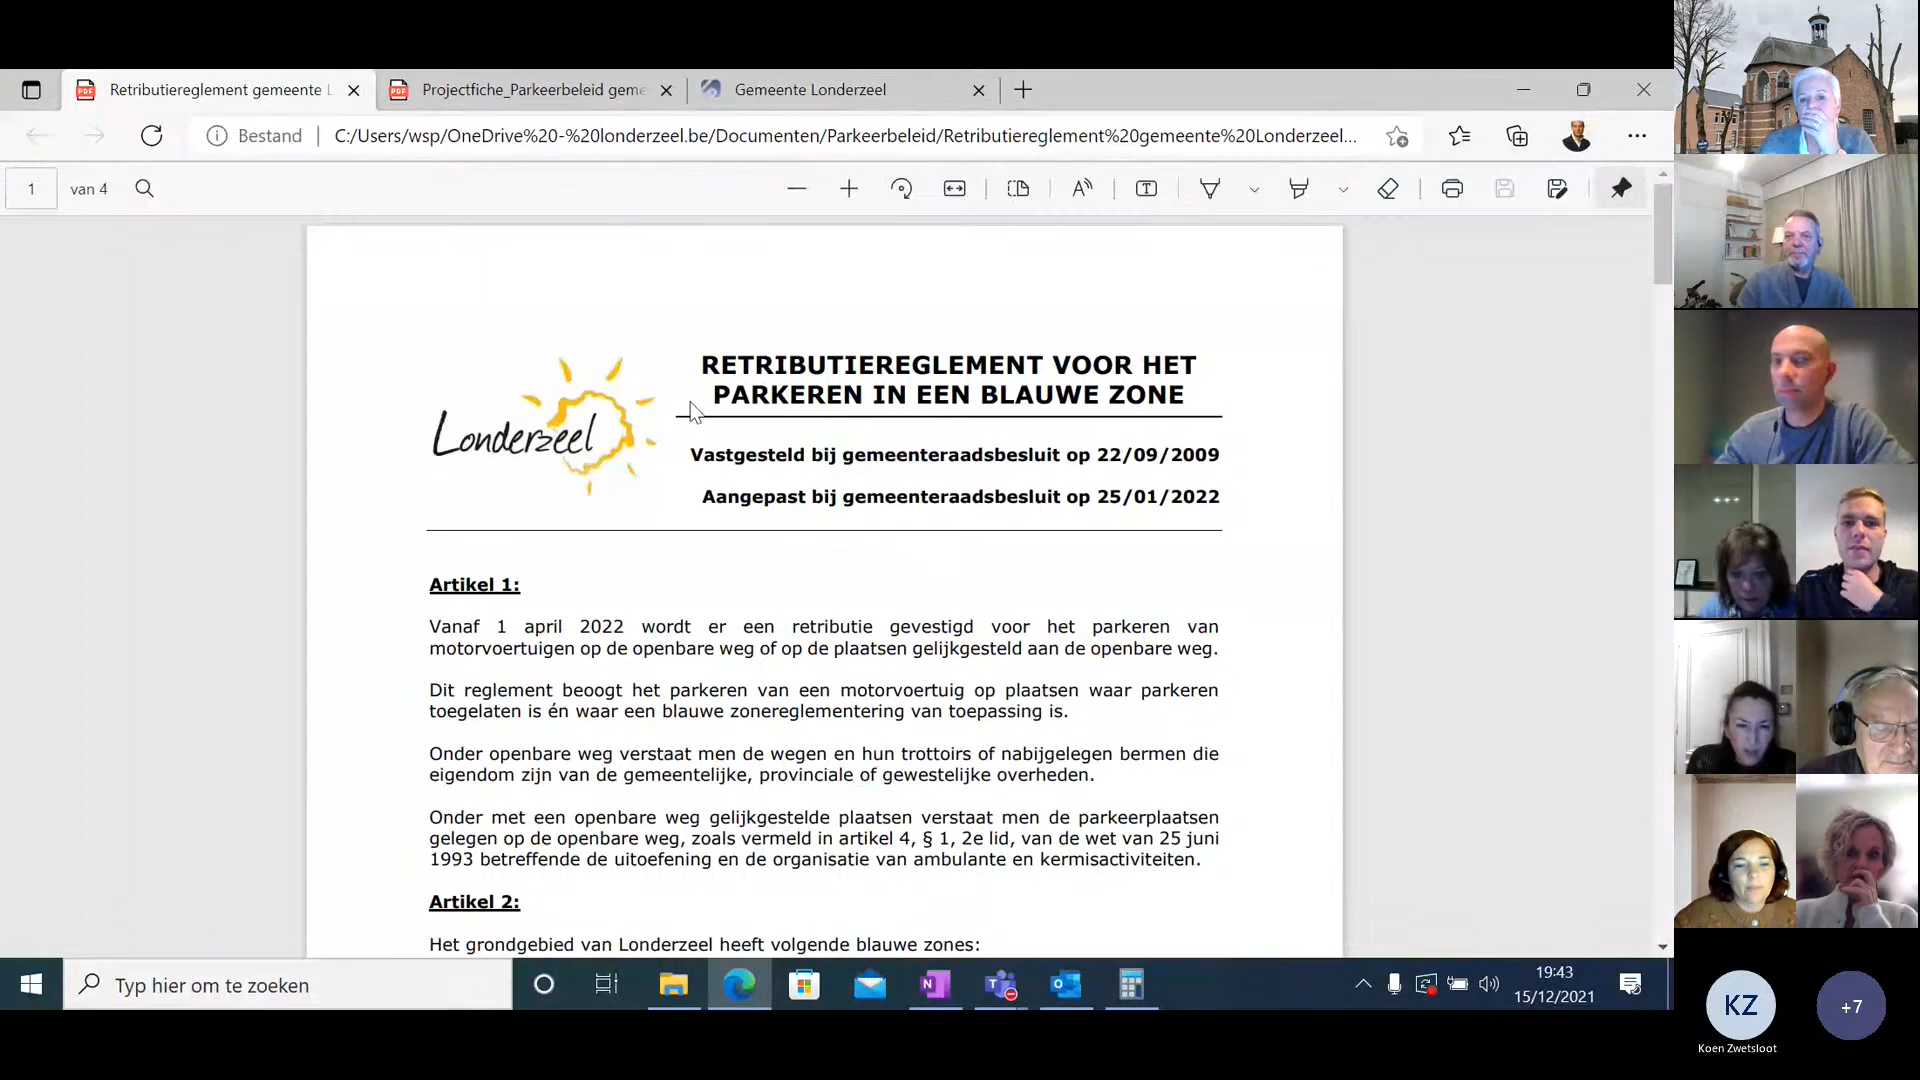 Retributiereglement gemeente L
Projectfiche_Parkeerbeleid geme
Gemeente Londerzeel
Bestand
C:/Users/wsp/OneDrive%20-%20londerzeel.be/Documenten/Parkeerbeleid/Retributiereglement%20gemeente%20Londerzeel...
1 van 4
Londerzeel
RETRIBUTIEREGLEMENT VOOR HET
PARKEREN IN EEN BLAUWE ZONE
Vastgesteld bij gemeenteraadsbesluit op 22/09/2009
Aangepast bij gemeenteraadsbesluit op 25/01/2022
Artikel 1:
Vanaf 1 april 2022 wordt er een retributie gevestigd voor het parkeren van
motorvoertuigen op de openbare weg of op de plaatsen gelijkgesteld aan de openbare weg.
Dit reglement beoogt het parkeren van een motorvoertuig op plaatsen waar parkeren
toegelaten is én waar een blauwe zonereglementering van toepassing is.
Onder openbare weg verstaat men de wegen en hun trottoirs of nabijgelegen bermen die
eigendom zijn van de gemeentelijke, provinciale of gewestelijke overheden.
Onder met een openbare weg gelijkgestelde plaatsen verstaat men de parkeerplaatsen
gelegen op de openbare weg, zoals vermeld in artikel 4, § 1, 2e lid, van de wet van 25 juni
1993 betreffende de uitoefening en de organisatie van ambulante en kermisactiviteiten.
Artikel 2:
Het grondgebied van Londerzeel heeft volgende blauwe zones:
Typ hier om te zoeken
19:43
15/12/2021
KZ
Koen Zwetsloot
+7